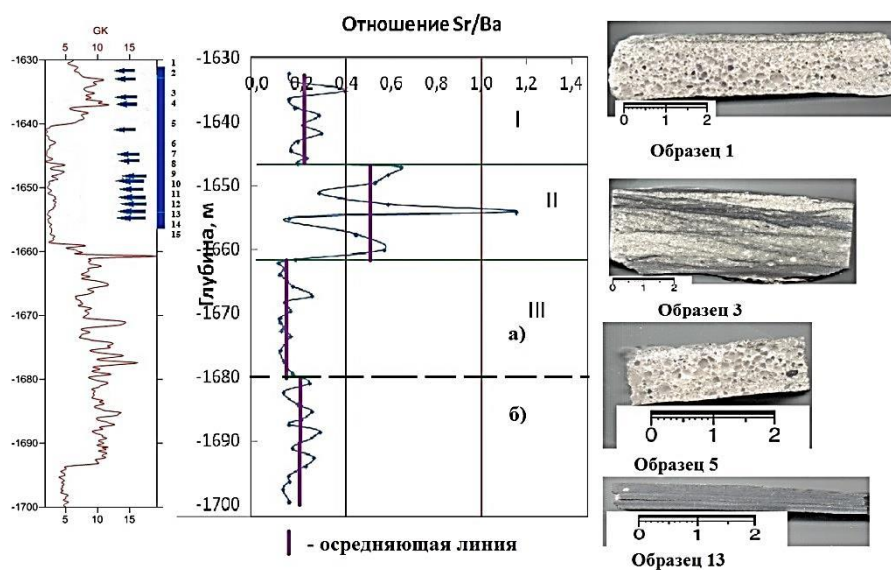 GK
5 10 15
-1630
-1640
-1650
-1660
-1670
-1680
-1690
-1700
5 10 15
1
2
3
4
5
6
7
8
9
10
11
12
13
14
15
Отношение Sr/Ba
-1630
0,0 0,2 0,4 0,6 0,8 1,0 1,2 1,4
-1640
-1650
-1660
-1670
-1680
-1690
-1700
Глубина, м
I
II
III
а)
б)
- осредняющая линия
0 1 2
Образец 1
0 1 2
Образец 3
0 1 2
Образец 5
0 1 2
Образец 13